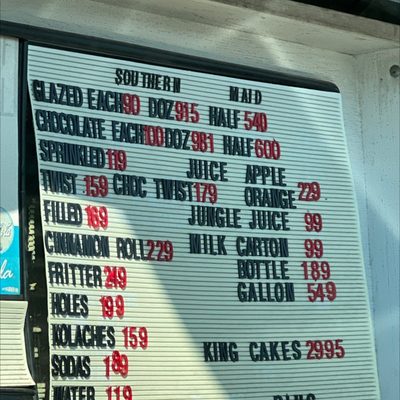 SOUTHERN MAID
GLAZED EACH 90 DOZ 915 HALF 540
CHOCOLATE EACH 100 DOZ 981 HALF 600
SPRINKLED 119
JUICE APPLE
TWIST 159 CHOC TWIST 179 ORANGE 229
FILLED 169 JUNGLE JUICE 99
CINNAMON ROLL 229 MILK CARTON 99
FRITTER 249 BOTTLE 189
HOLES 199 GALLON 549
KOLACHES 159
SODAS 189 KING CAKES 2995
WATER 119